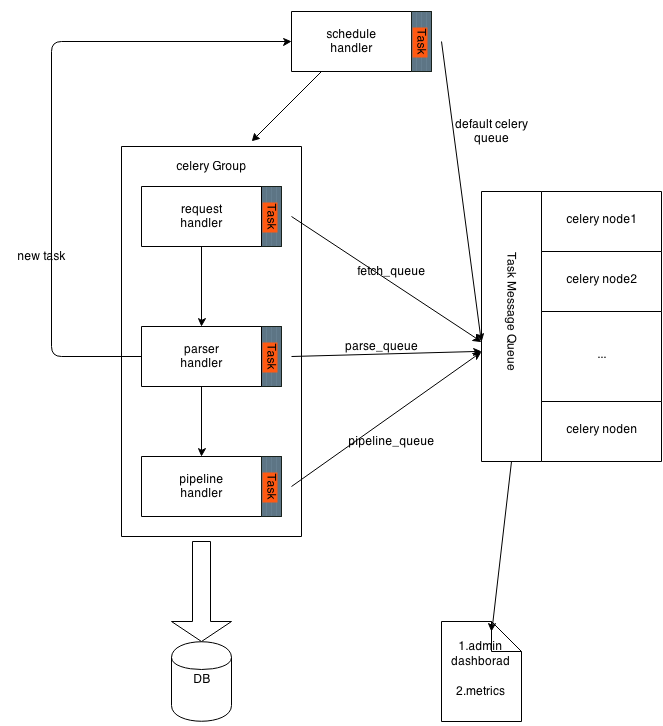 schedule
handler
Task
default celery
queue
celery Group
request
handler
Task
new task
fetch_queue
parser
handler
Task
parse_queue
pipeline
handler
Task
pipeline_queue
Task Message Queue
celery node1
celery node2
...
celery noden
DB
1.admin
dashborad
2.metrics